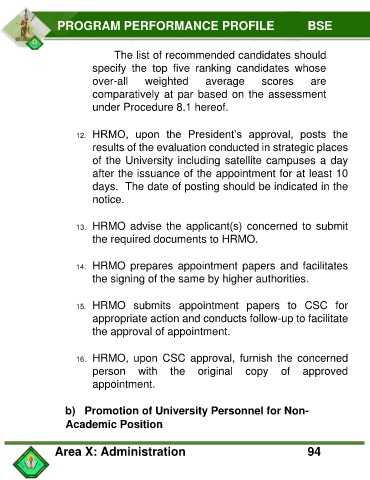 PROGRAM PERFORMANCE PROFILE BSE
The list of recommended candidates should
specify the top five ranking candidates whose
over-all weighted average scores are
comparatively at par based on the assessment
under Procedure 8.1 hereof.
12. HRMO, upon the President's approval, posts the
results of the evaluation conducted in strategic places
of the University including satellite campuses a day
after the issuance of the appointment for at least 10
days. The date of posting should be indicated in the
notice.
13. HRMO advise the applicant(s) concerned to submit
the required documents to HRMO.
14. HRMO prepares appointment papers and facilitates
the signing of the same by higher authorities.
15. HRMO submits appointment papers to CSC for
appropriate action and conducts follow-up to facilitate
the approval of appointment.
16. HRMO, upon CSC approval, furnish the concerned
person with the original copy of approved
appointment.
b) Promotion of University Personnel for Non-
Academic Position
Area X: Administration 94